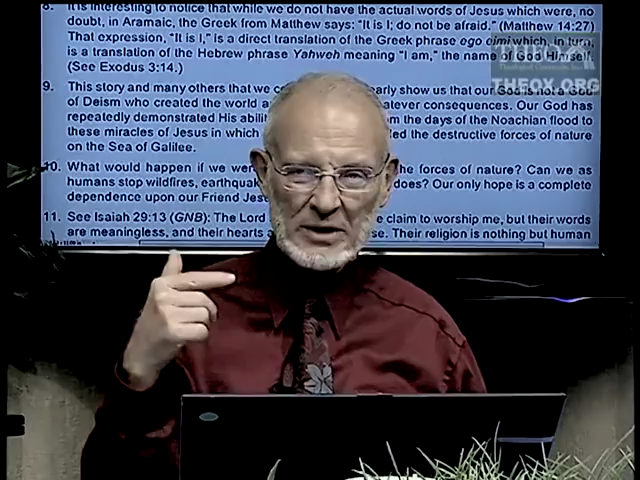 8. It is interesting to notice that while we do not have the actual words of Jesus which were, no
doubt, in Aramaic, the Greek from Matthew says: "It is I; do not be afraid." (Matthew 14:27)
That expression, "It is I," is a direct translation of the Greek phrase ego eimi which, in turn,
is a translation of the Hebrew phrase Yahweh meaning "I am," the name of God Himself.
(See Exodus 3:14.)
THEOX
THEOX.ORG
9. This story and many others that we early show us that our God is not a God
of Deism who created the world atever consequences. Our God has
repeatedly demonstrated His m the days of the Noachian flood to
these miracles of Jesus in which ed the destructive forces of nature
on the Sea of Galilee.
10. What would happen if we the forces of nature? Can we as
humans stop wildfires, does? Our only hope is a complete
dependence upon our Friend
11. See Isaiah 29:13 (GNB): The Lord claim to worship me, but their words
are meaningless, and their hearts se. Their religion is nothing but human